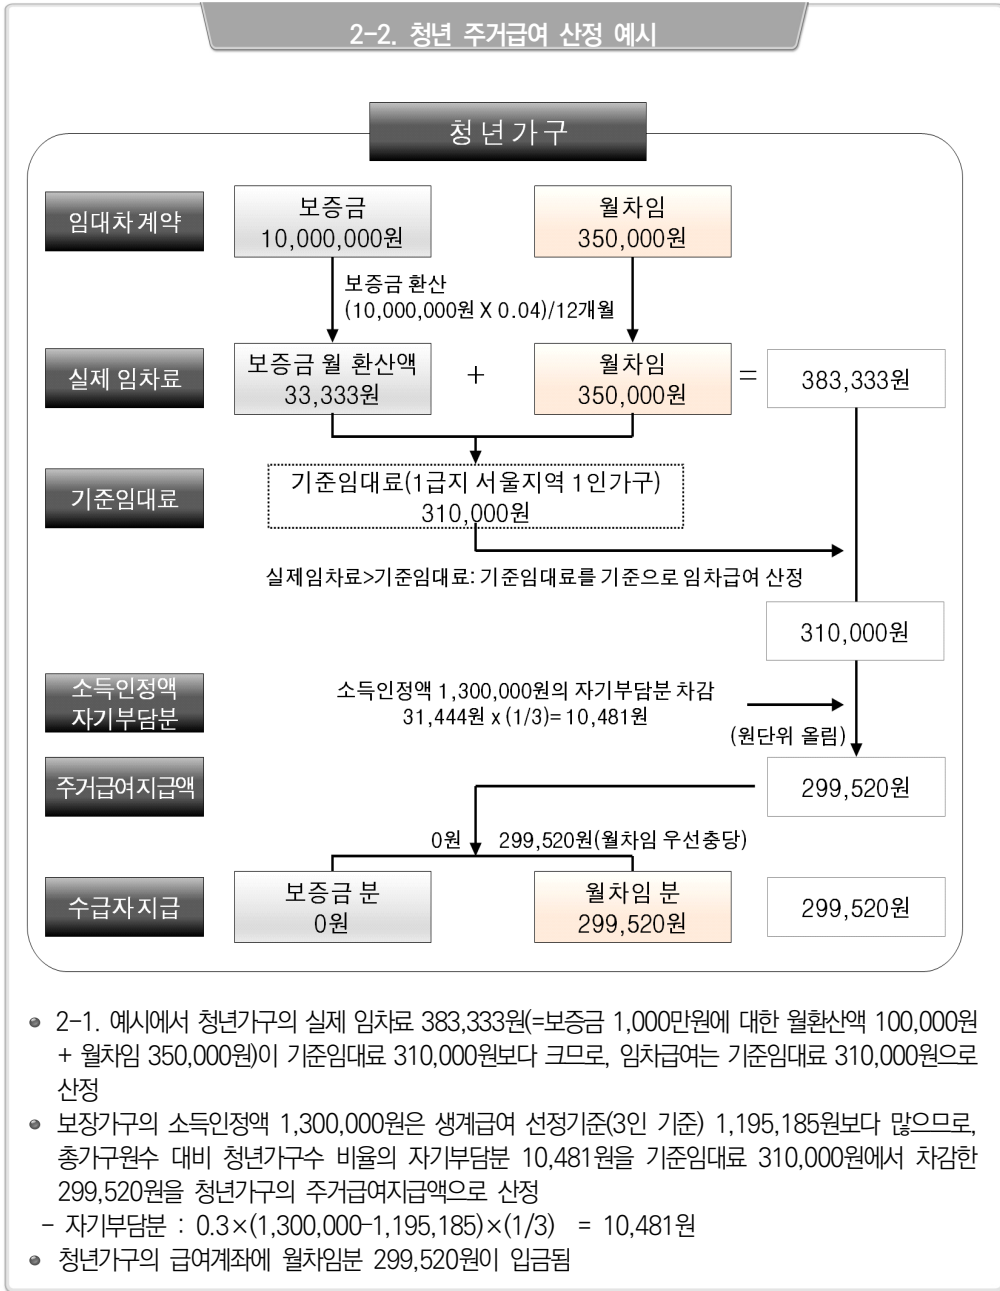 2-2. 청년 주거급여 산정 예시
청년가구
임대차 계약
보증금
10,000,000원
월차임
350,000원
보증금 환산
(10,000,000원 X 0.04)/12개월
실제 임차료
보증금 월 환산액
33,333원
+
월차임
350,000원
=
383,333원
기준임대료
기준임대료(1급지 서울지역 1인가구)
310,000원
실제임차료>기준임대료: 기준임대료를 기준으로 임차급여 산정
310,000원
소득인정액
자기부담분
소득인정액 1,300,000원의 자기부담분 차감
31,444원 x (1/3)= 10,481원
(원단위 올림)
주거급여지급액
299,520원
0원
299,520원(월차임 우선충당)
수급자지급
보증금 분
0원
월차임 분
299,520원
299,520원
2-1. 예시에서 청년가구의 실제 임차료 383,333원(=보증금 1,000만원에 대한 월환산액 100,000원
+ 월차임 350,000원)이 기준임대료 310,000원보다 크므로, 임차급여는 기준임대료 310,000원으로
산정
보장가구의 소득인정액 1,300,000원은 생계급여 선정기준(3인 기준) 1,195,185원보다 많으므로,
총가구원수 대비 청년가구수 비율의 자기부담분 10,481원을 기준임대료 310,000원에서 차감한
299,520원을 청년가구의 주거급여지급액으로 산정
- 자기부담분 : 0.3×(1,300,000-1,195,185)×(1/3) = 10,481원
청년가구의 급여계좌에 월차임분 299,520원이 입금됨